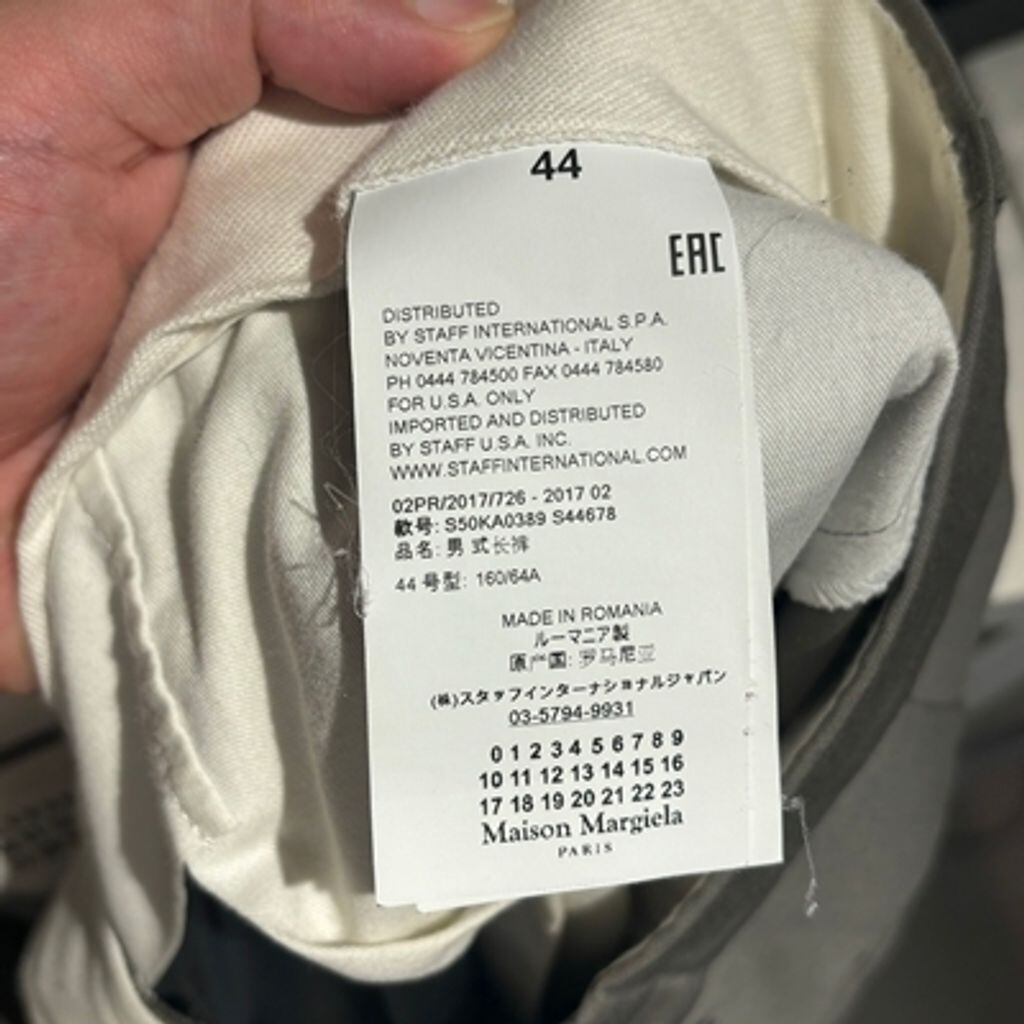 44
EAC
DISTRIBUTED
BY STAFF INTERNATIONAL S.P.A.
NOVENTA VICENTINA - ITALY
PH 0444 784500 FAX 0444 784580
FOR U.S.A. ONLY
IMPORTED AND DISTRIBUTED
BY STAFF U.S.A. INC.
WWW.STAFFINTERNATIONAL.COM
02PR/2017/726 - 2017 02
款号: S50KA0389 S44678
品名: 男式长裤
44 号型: 160/64A
MADE IN ROMANIA
ルーマニア製
原产国: 罗马尼亚
(株)スタッフインターナショナルジャパン
03-5794-9931
0 1 2 3 4 5 6 7 8 9
10 11 12 13 14 15 16
17 18 19 20 21 22 23
Maison Margiela
PARIS